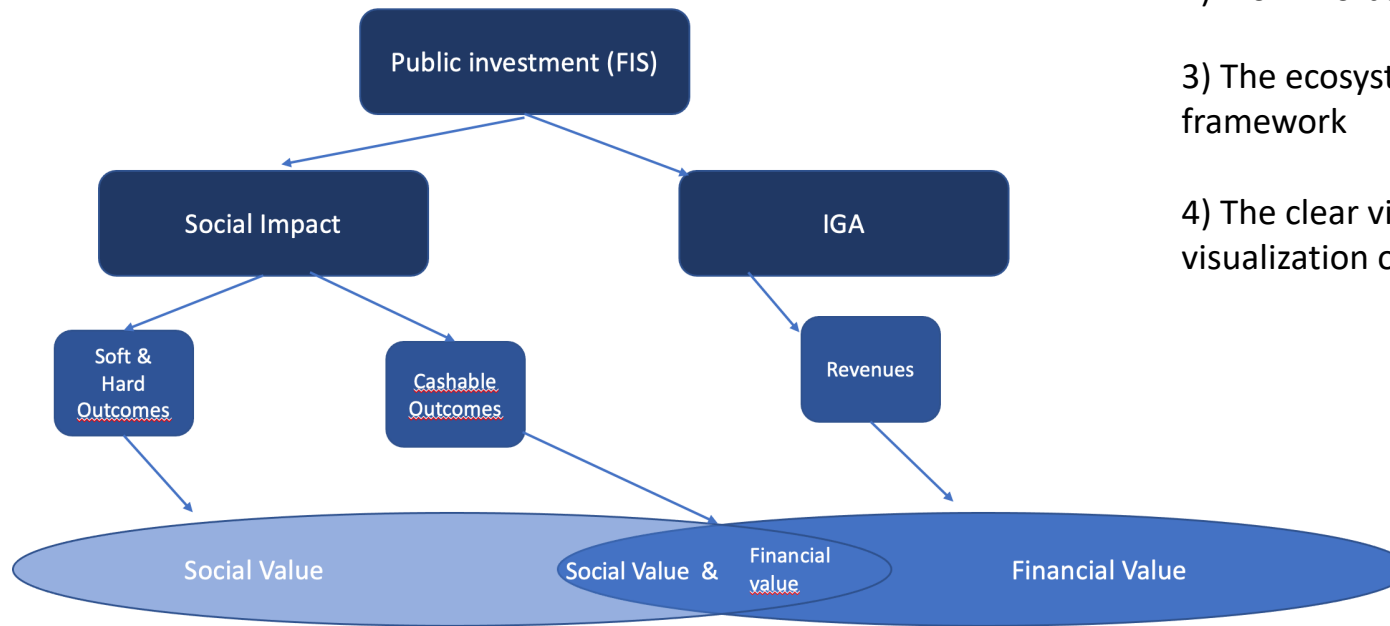 Public investment (FIS)
3) The ecosyst
framework
Social Impact
IGA
4) The clear vi
visualization
Soft &
Hard
Outcomes
Cashable
Outcomes
Revenues
Social Value
Social Value &
Financial
value
Financial Value